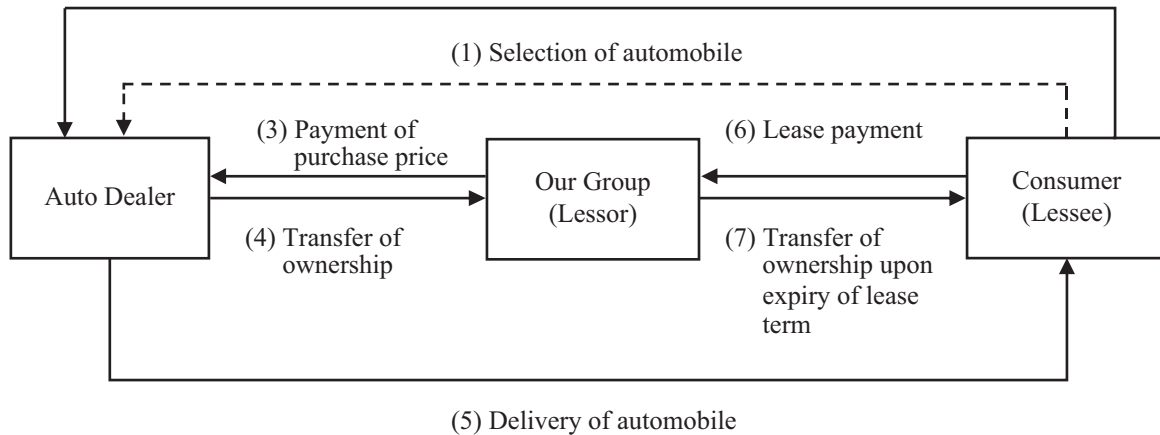 (1) Selection of automobile
(3) Payment of
purchase price
(6) Lease payment
Auto Dealer
Our Group
(Lessor)
Consumer
(Lessee)
(4) Transfer of
ownership
(7) Transfer of
ownership upon
expiry of lease
term
(5) Delivery of automobile